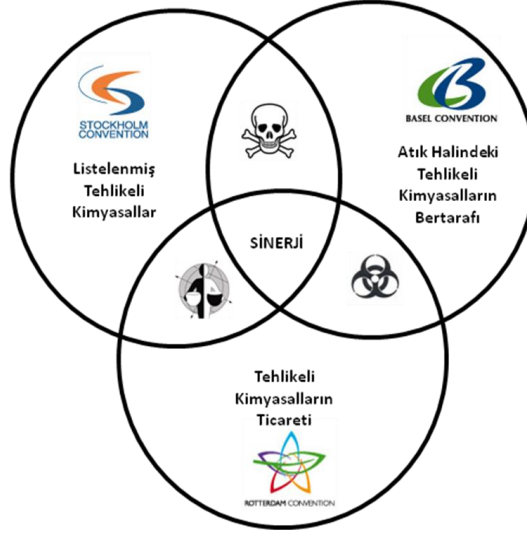 STOCKHOLM
CONVENTION
Listelenmiş
Tehlikeli
Kimyasallar
BASEL CONVENTION
Atık Halindeki
Tehlikeli
Kimyasalların
Bertarafı
SİNERJİ
Tehlikeli
Kimyasalların
Ticareti
ROTTERDAM CONVENTION